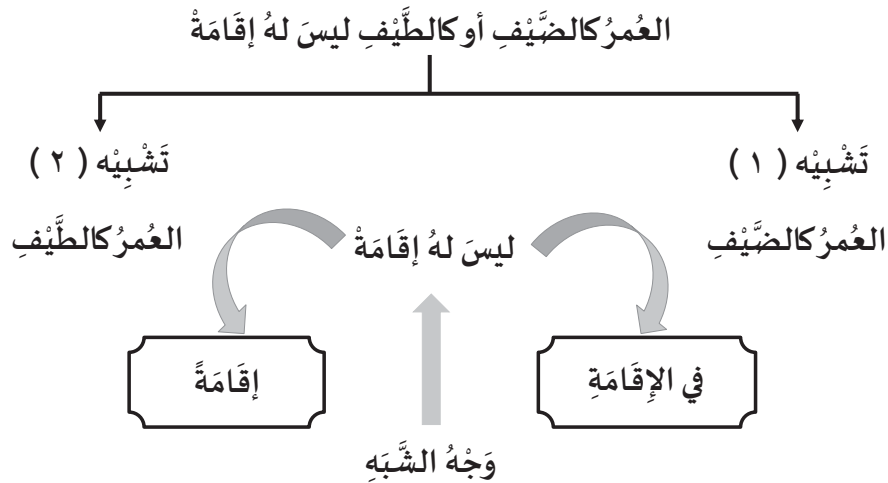 العُمرُ كالضَّيْفِ أو كالطَّيْفِ ليسَ لهُ إقَامَةْ
تَشْبِيْه ( ١ )
تَشْبِيْه ( ٢ )
العُمرُ كالضَّيْفِ
ليسَ لهُ إقَامَةْ
العُمرُ كالطَّيْفِ
في الإِقَامَةِ
إقَامَةً
وَجْهُ الشَّبَهِ